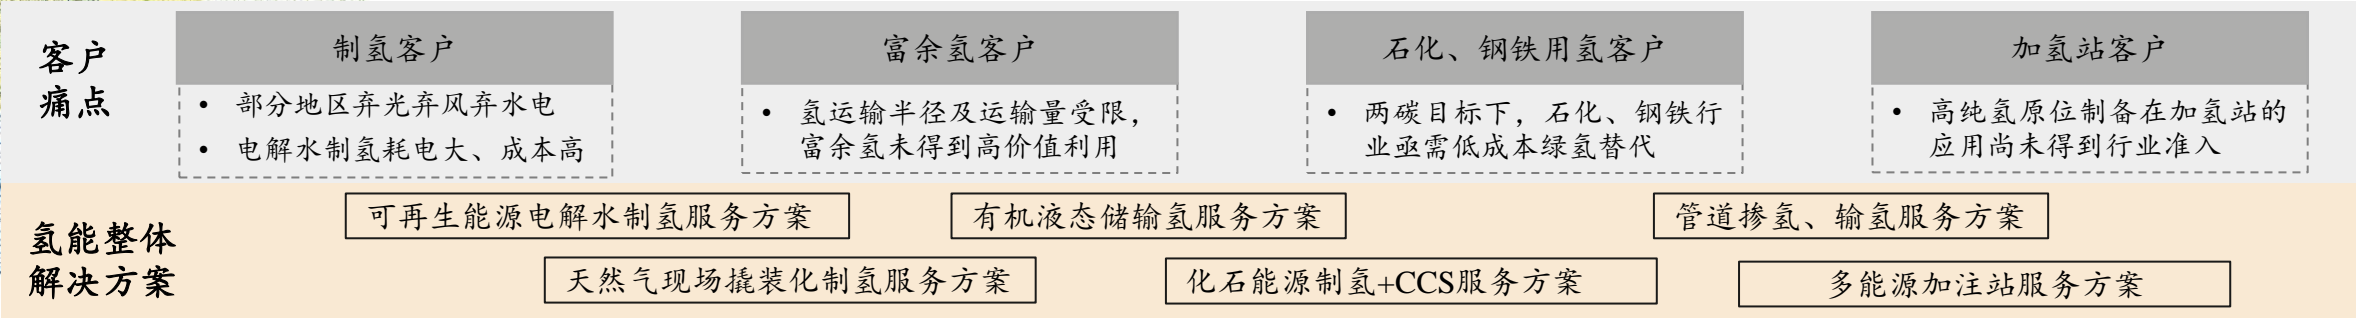 客户
痛点
制氢客户
• 部分地区弃光弃风弃水电
• 电解水制氢耗电大、成本高
富余氢客户
• 氢运输半径及运输量受限，
富余氢未得到高价值利用
石化、钢铁用氢客户
• 两碳目标下，石化、钢铁行
业亟需低成本绿氢替代
加氢站客户
• 高纯氢原位制备在加氢站的
应用尚未得到行业准入
氢能整体
解决方案
可再生能源电解水制氢服务方案
有机液态储输氢服务方案
管道掺氢、输氢服务方案
天然气现场撬装化制氢服务方案
化石能源制氢+CCS服务方案
多能源加注站服务方案